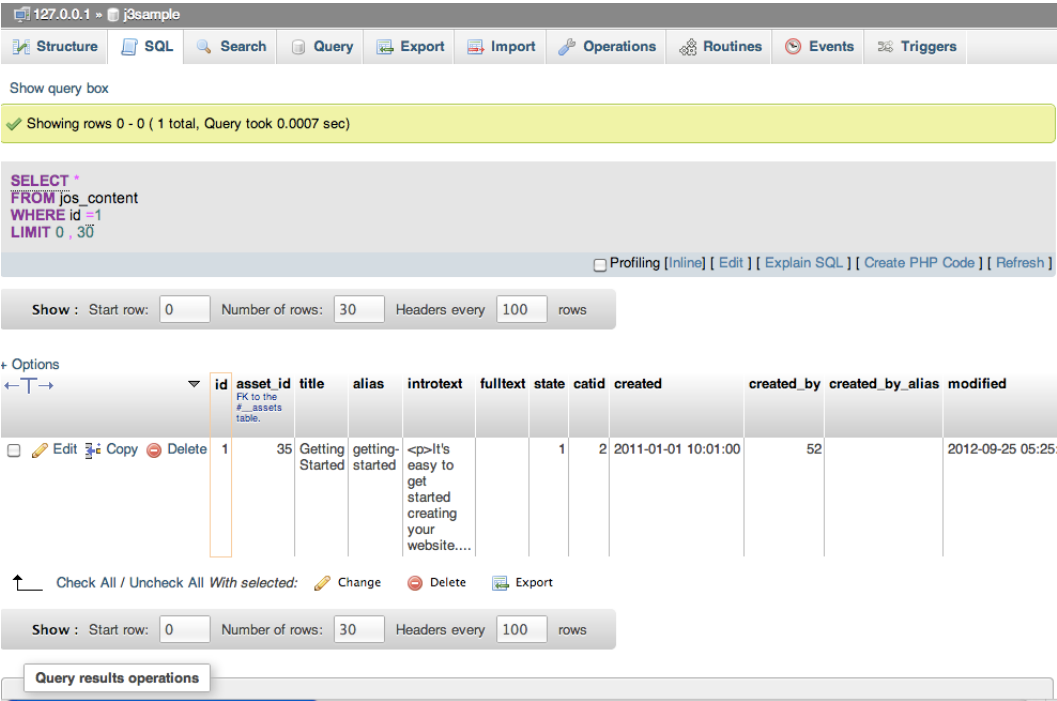 127.0.0.1 » j3sample
Structure SQL Search Query Export Import Operations Routines Events Triggers
Show query box
Showing rows 0 - 0 ( 1 total, Query took 0.0007 sec)
SELECT *
FROM jos_content
WHERE id =1
LIMIT 0 , 30
Profiling [Inline] [ Edit ] [ Explain SQL ] [ Create PHP Code ] [ Refresh ]
Show : Start row: 0 Number of rows: 30 Headers every 100 rows
+ Options
←T→ id asset_id title alias introtext fulltext state catid created created_by created_by_alias modified
FK to the
#__assets
table.
Edit Copy Delete 1 35 Getting getting- <p>It's 1 2 2011-01-01 10:01:00 52 2012-09-25 05:25:
Started started easy to
get
started
creating
your
website....
Check All / Uncheck All With selected: Change Delete Export
Show : Start row: 0 Number of rows: 30 Headers every 100 rows
Query results operations